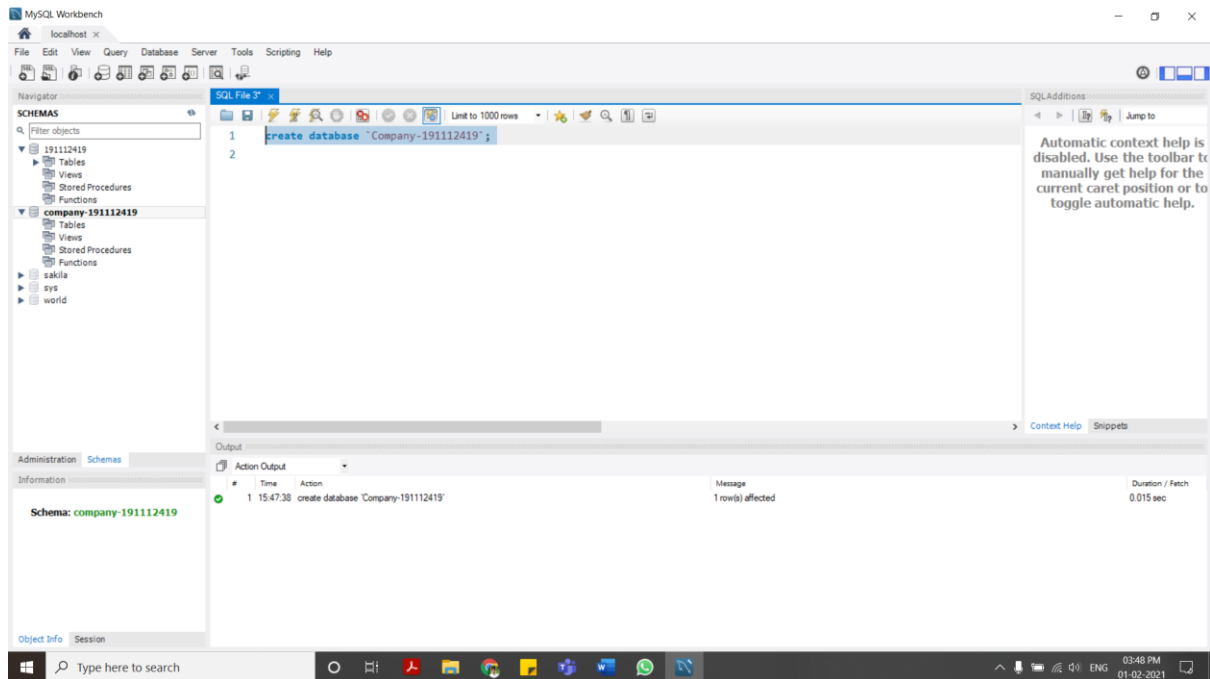 MySQL Workbench
localhost ×
File Edit View Query Database Server Tools Scripting Help
Navigator
SCHEMAS
Filter objects
191112419
Tables
Views
Stored Procedures
Functions
company-191112419
Tables
Views
Stored Procedures
Functions
sakila
sys
world
Administration Schemas
Information
Schema: company-191112419
Object Info Session
SQL File 3* ×
Limit to 1000 rows
1 create database `Company-191112419`;
2
SQLAdditions
Jump to
Automatic context help is
disabled. Use the toolbar to
manually get help for the
current caret position or to
toggle automatic help.
Context Help Snippets
Output
Action Output
# Time Action Message Duration / Fetch
1 15:47:38 create database `Company-191112419` 1 row(s) affected 0.015 sec
Type here to search
ENG
03:48 PM
01-02-2021